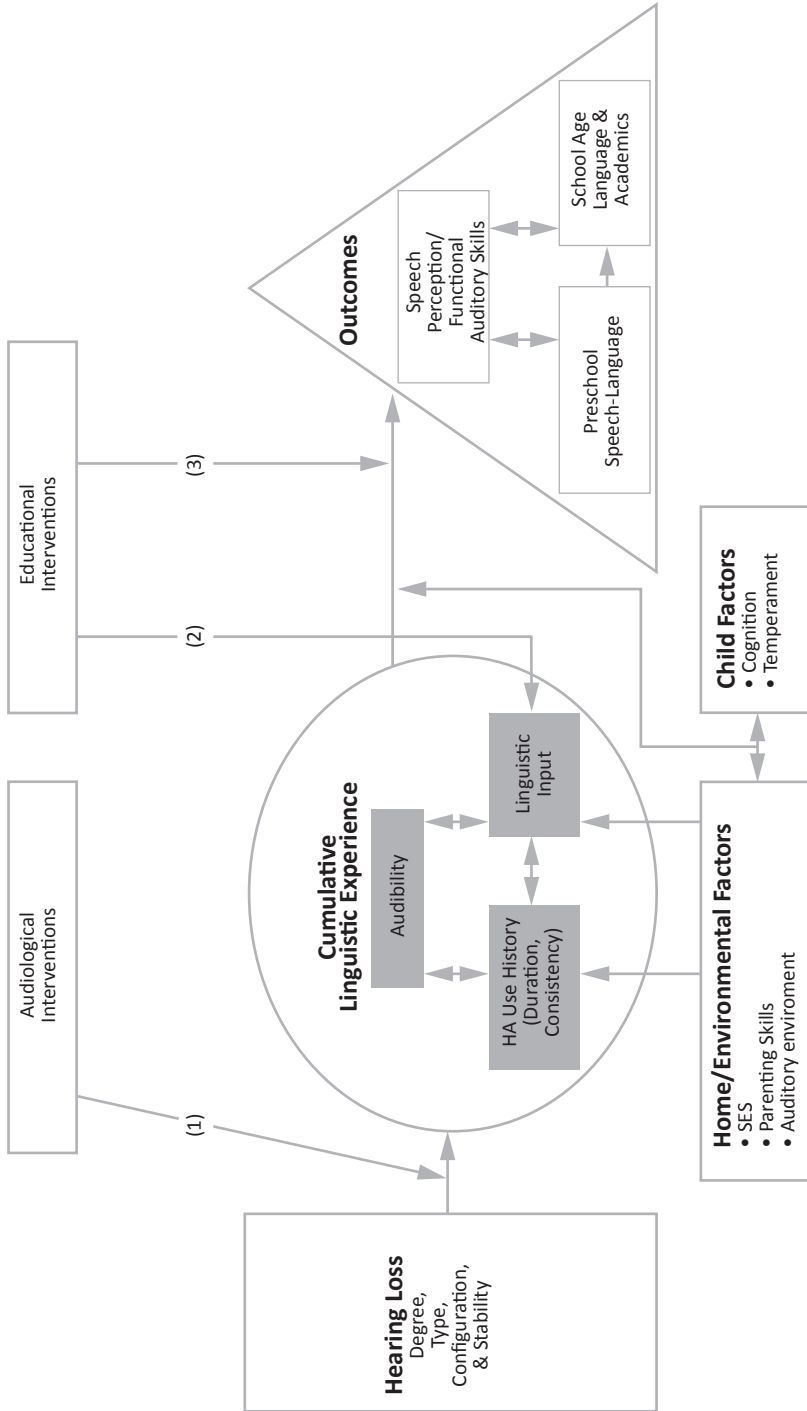 Audiological
Interventions
Educational
Interventions
(1)
(2)
(3)
Hearing Loss
Degree,
Type,
Configuration,
& Stability
Cumulative
Linguistic Experience
Audibility
HA Use History
(Duration,
Consistency)
Linguistic
Input
Outcomes
Speech
Perception/
Functional
Auditory Skills
Preschool
Speech-Language
School Age
Language &
Academics
Home/Environmental Factors
• SES
• Parenting Skills
• Auditory enviroment
Child Factors
• Cognition
• Temperament